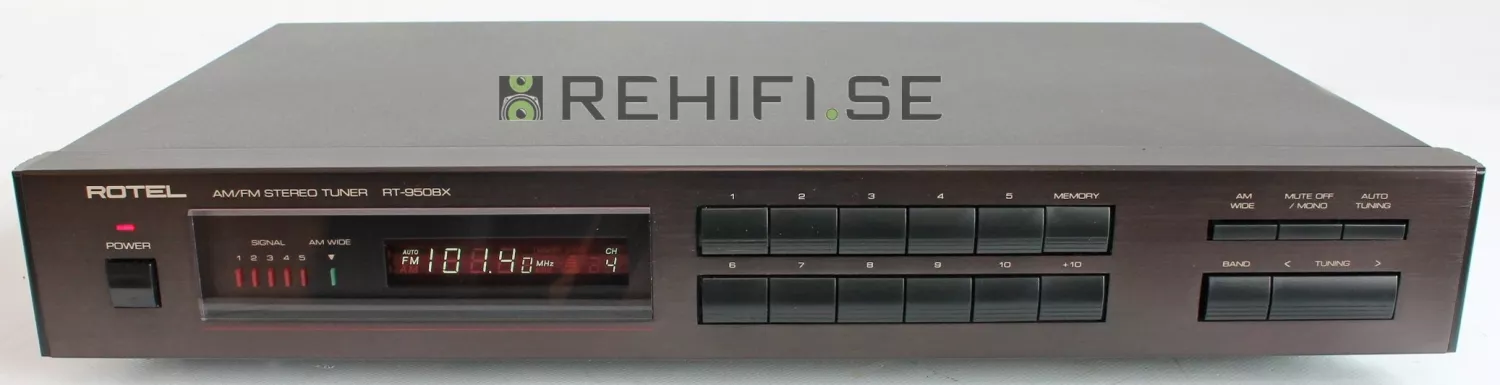 REHIFI.SE
ROTEL AM/FM STEREO TUNER RT-950BX
POWER
SIGNAL AM WIDE
1 2 3 4 5
AUTO
FM 101.40 MHz
CH
4
1 2 3 4 5 MEMORY
6 7 8 9 10 +10
AM WIDE
MUTE OFF / MONO
AUTO TUNING
BAND < TUNING >